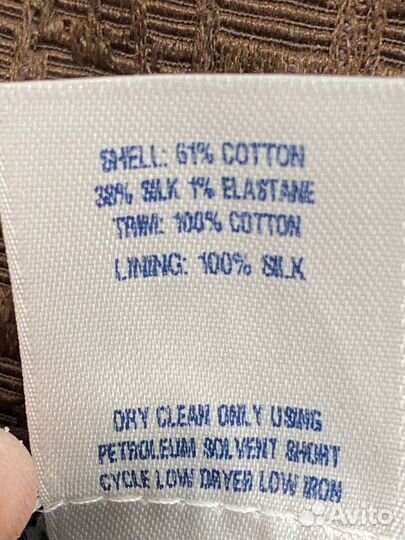 SHELL: 61% COTTON
38% SILK 1% ELASTANE
TRIM: 100% COTTON
LINING: 100% SILK
DRY CLEAN ONLY USING
PETROLEUM SOLVENT SHORT
CYCLE LOW DRYER LOW IRON
Avito